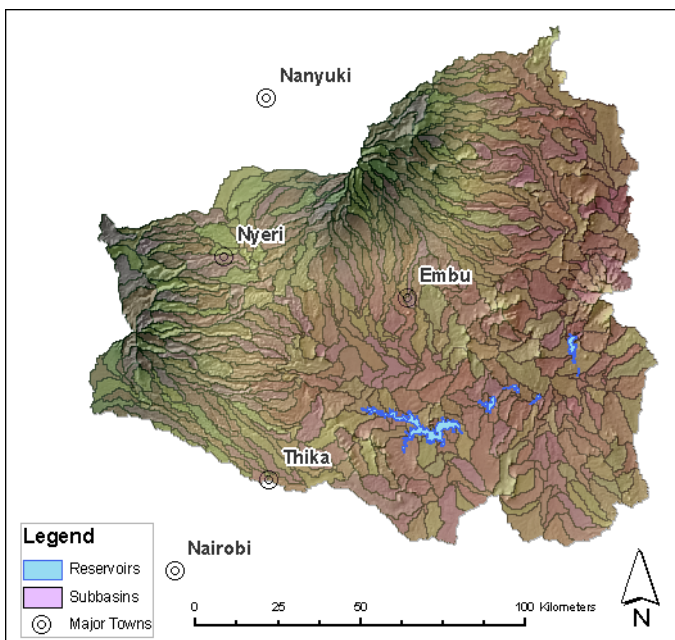 Nanyuki
Nyeri
Embu
Thika
Legend
Reservoirs
Subbasins
Major Towns
Nairobi
0 25 50 100 Kilometers
N